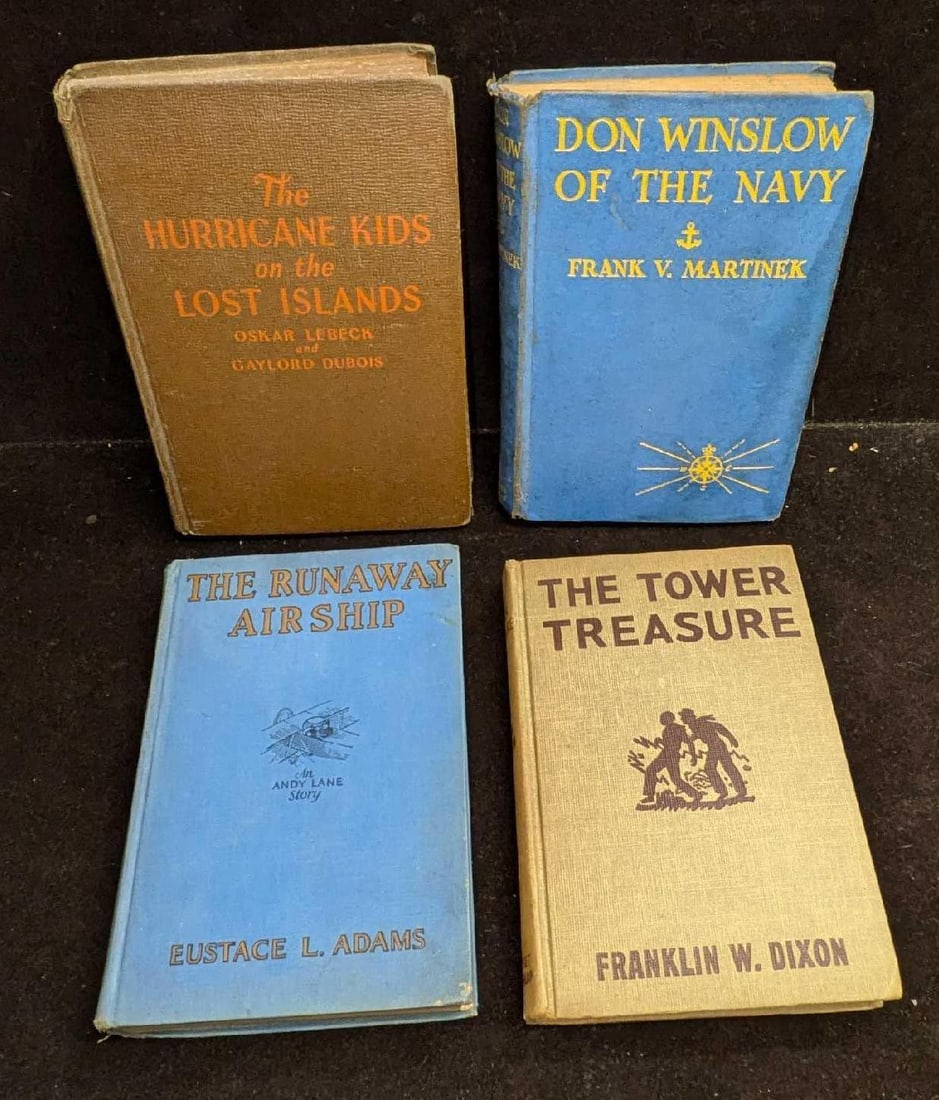 The
HURRICANE KIDS
on the
LOST ISLANDS
OSKAR LEBECK
and
GAYLORD DUBOIS
DON WINSLOW
OF THE NAVY
FRANK V. MARTINEK
THE RUNAWAY
AIRSHIP
An
ANDY LANE
Story
EUSTACE L. ADAMS
THE TOWER
TREASURE
FRANKLIN W. DIXON